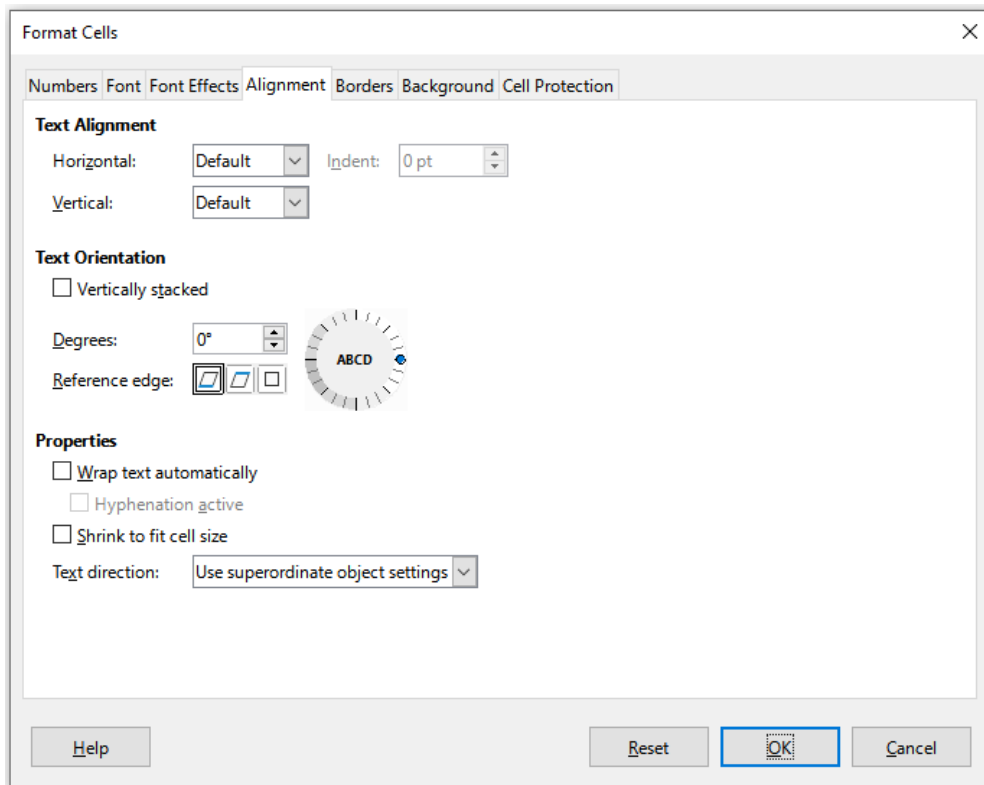 Format Cells
Numbers Font Font Effects Alignment Borders Background Cell Protection
Text Alignment
Horizontal: Default Indent: 0 pt
Vertical: Default
Text Orientation
Vertically stacked
Degrees: 0° ABCD
Reference edge:
Properties
Wrap text automatically
Hyphenation active
Shrink to fit cell size
Text direction: Use superordinate object settings
Help Reset OK Cancel